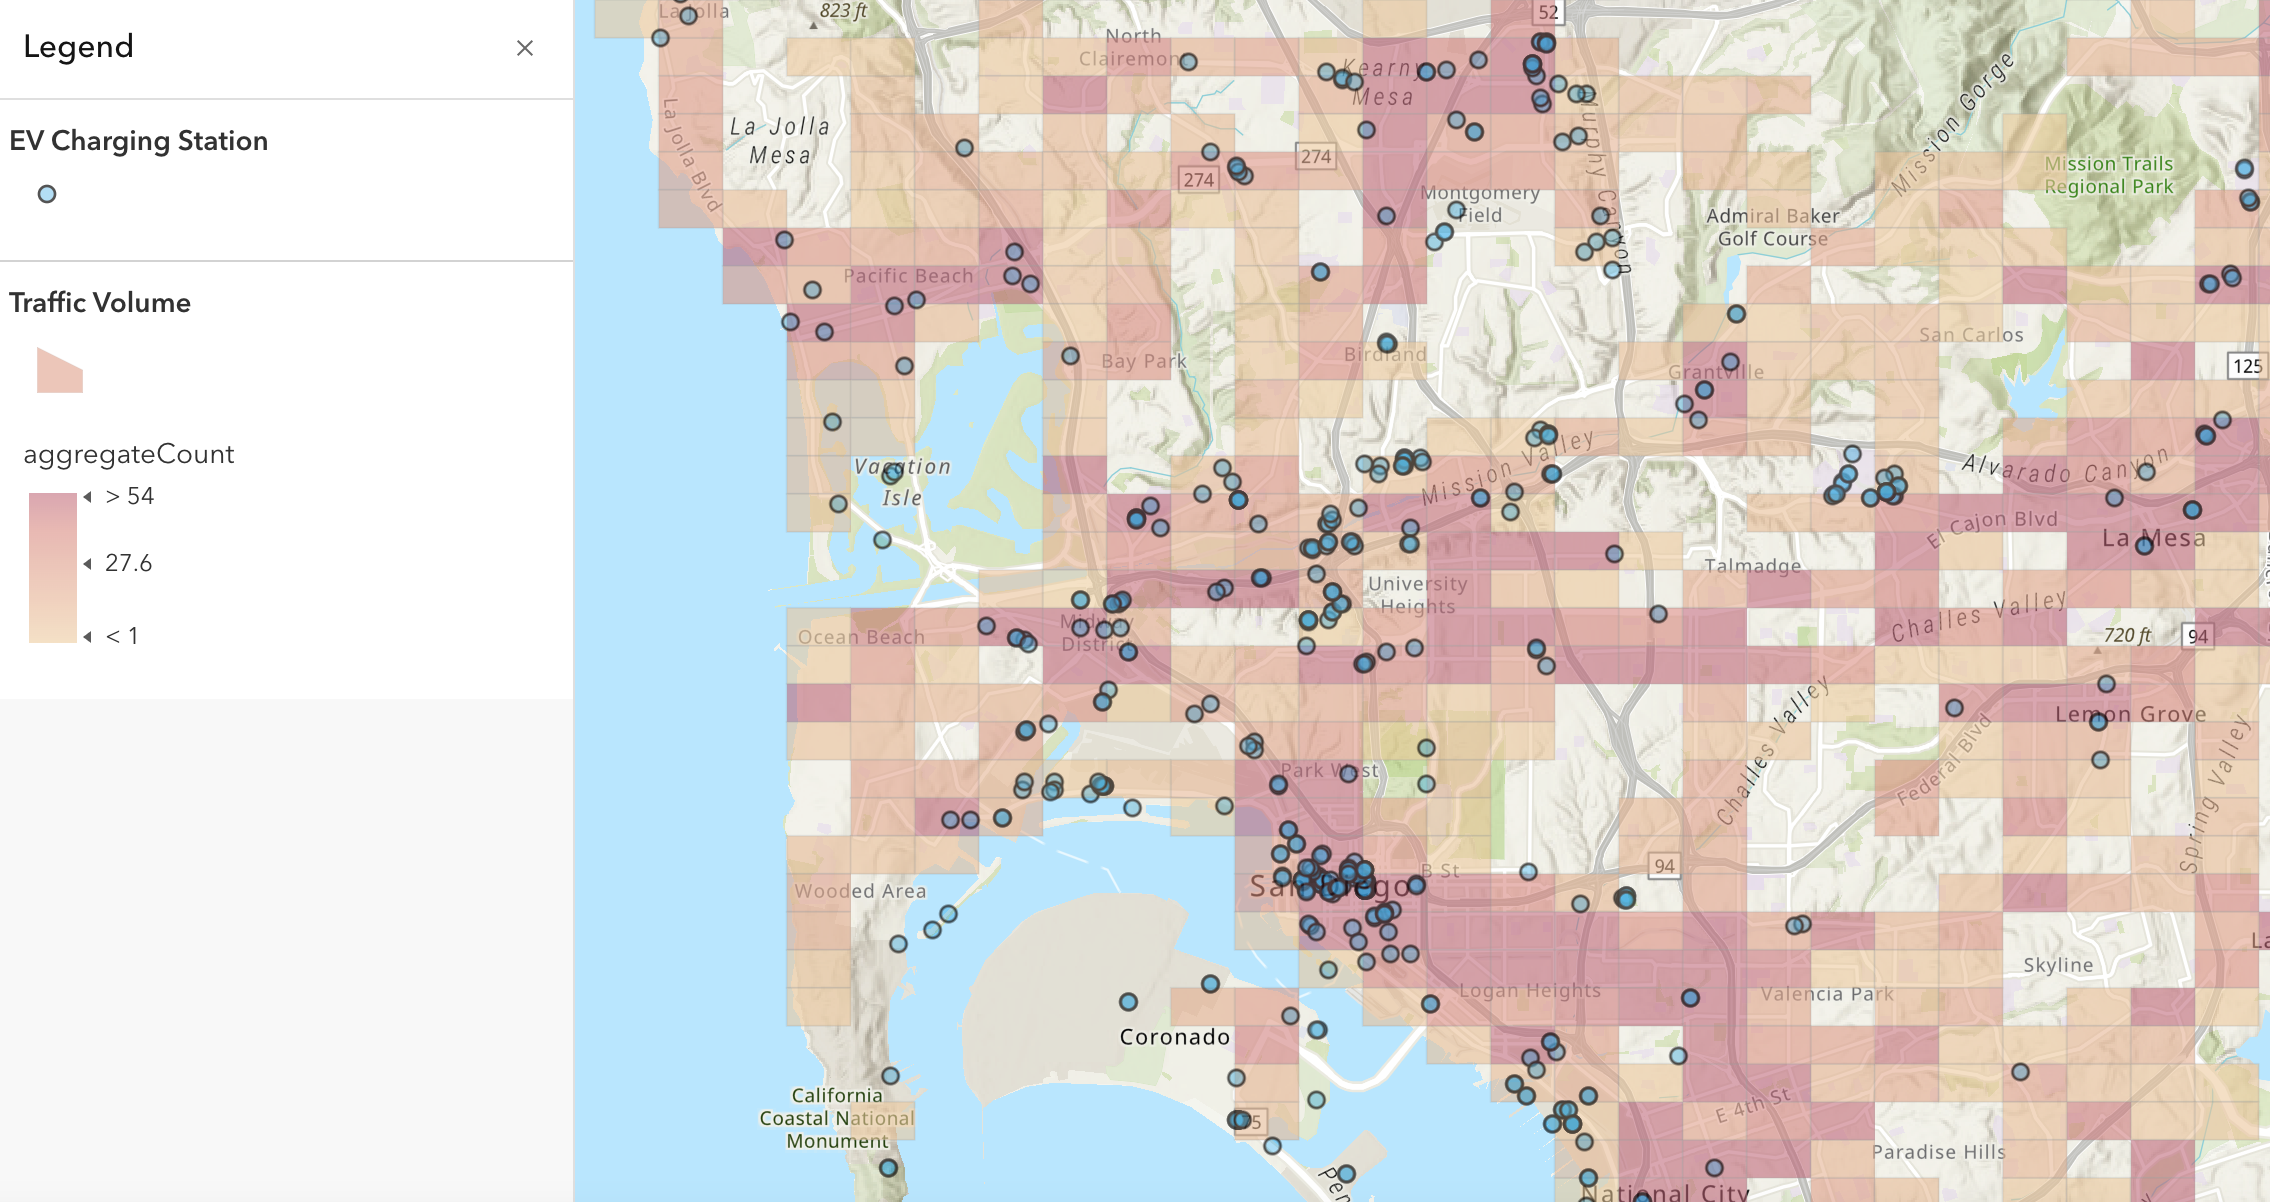 Legend
EV Charging Station
Traffic Volume
aggregateCount
> 54
27.6
< 1
La Jolla
823 ft
52
North
Clairemont
Kearny
Mesa
La Jolla
Mesa
La Jolla Blvd
Murphy Canyon
Mission Gorge
274
274
Mission Trails
Regional Park
Montgomery
Field
Admiral Baker
Golf Course
Pacific Beach
San Carlos
Bay Park
Birdland
Grantville
125
Vacation
Isle
Mission Valley
Alvarado Canyon
El Cajon Blvd
La Mesa
Talmadge
University
Heights
Challes Valley
Ocean Beach
Midway
District
720 ft
94
Lemon Grove
Challes Valley
Federal Blvd
Spring Valley
Park West
San Diego
B St
94
Wooded Area
La
Skyline
Logan Heights
Valencia Park
Coronado
California
Coastal National
Monument
75
E 4th St
Paradise Hills
National City